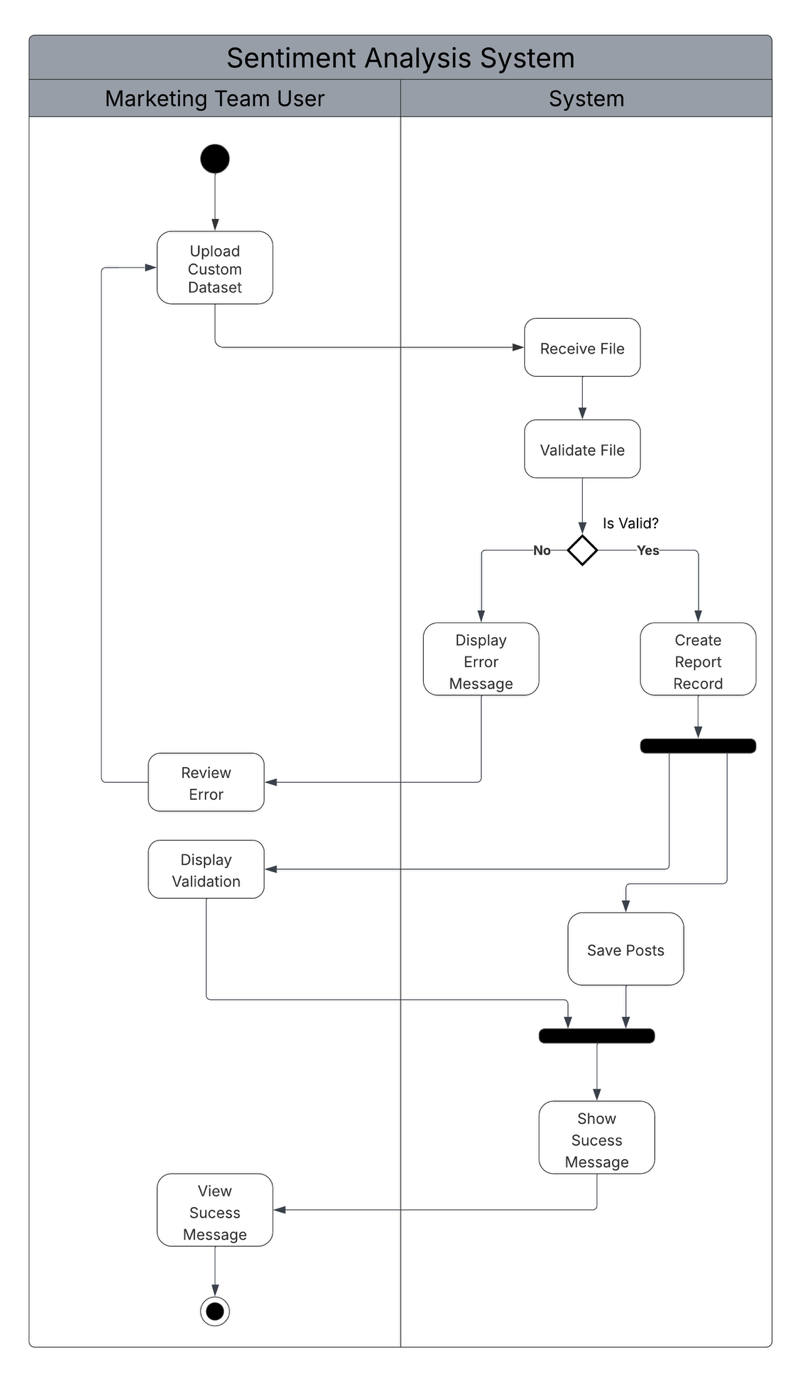 Sentiment Analysis System
Marketing Team User
System
Upload
Custom
Dataset
Receive File
Validate File
Is Valid?
No
Yes
Display
Error
Message
Create
Report
Record
Review
Error
Display
Validation
Save Posts
Show
Sucess
Message
View
Sucess
Message